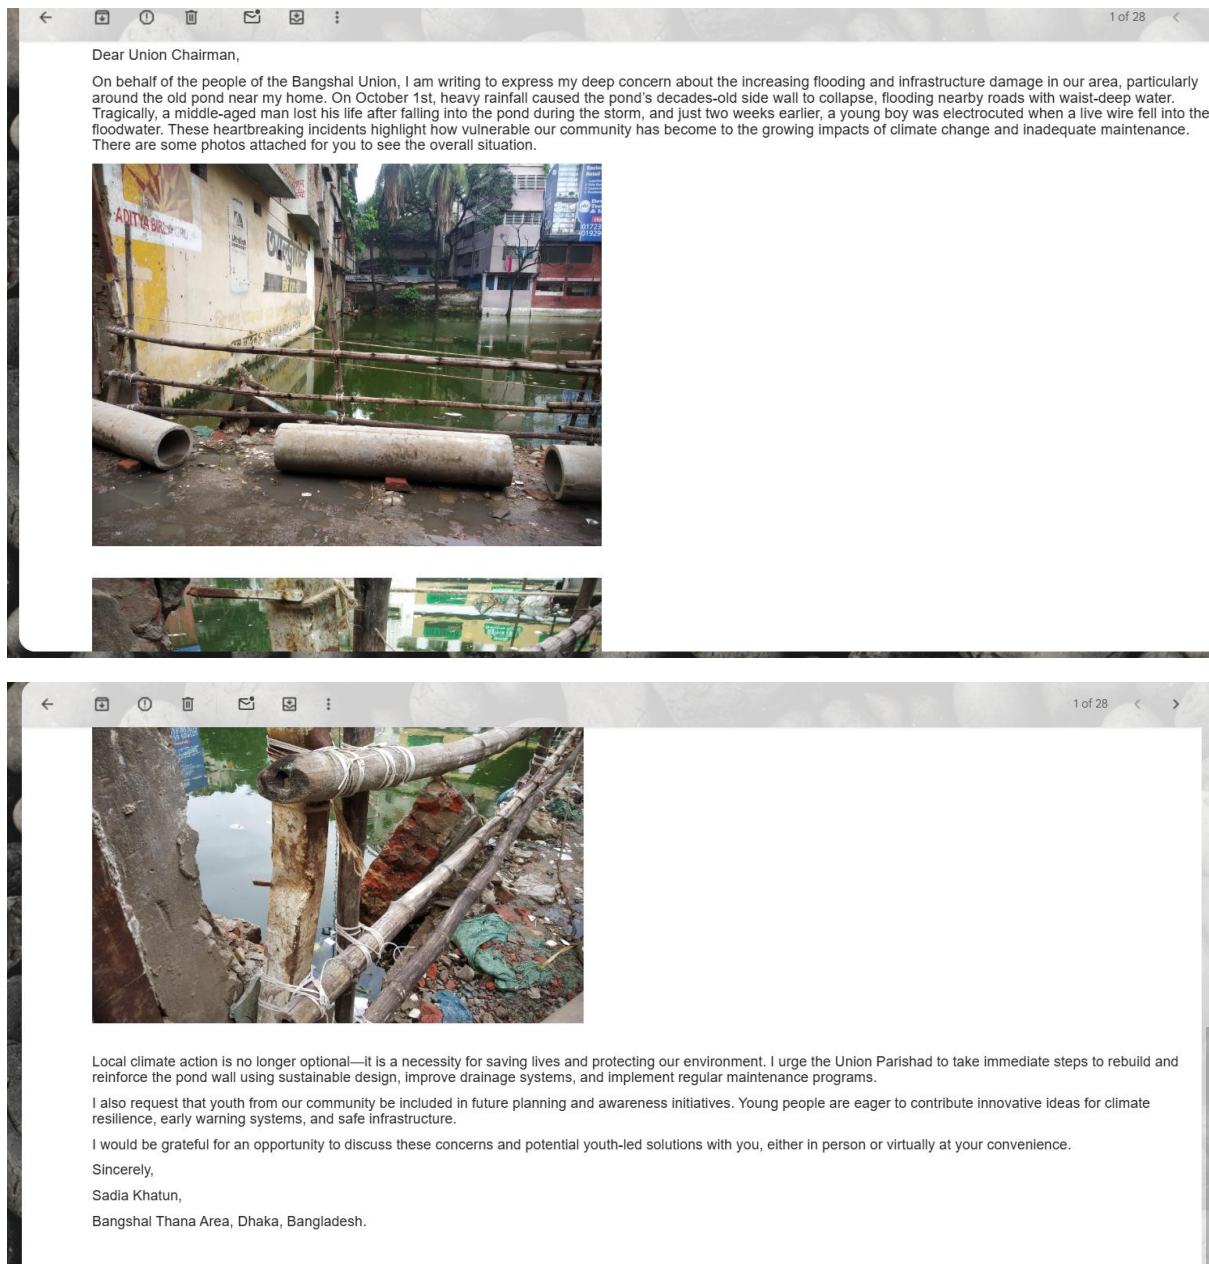 1 of 28
Dear Union Chairman,
On behalf of the people of the Bangshal Union, I am writing to express my deep concern about the increasing flooding and infrastructure damage in our area, particularly
around the old pond near my home. On October 1st, heavy rainfall caused the pond's decades-old side wall to collapse, flooding nearby roads with waist-deep water.
Tragically, a middle-aged man lost his life after falling into the pond during the storm, and just two weeks earlier, a young boy was electrocuted when a live wire fell into the
floodwater. These heartbreaking incidents highlight how vulnerable our community has become to the growing impacts of climate change and inadequate maintenance.
There are some photos attached for you to see the overall situation.
ADITYA BIRLA
01723
01929
1 of 28
Local climate action is no longer optional—it is a necessity for saving lives and protecting our environment. I urge the Union Parishad to take immediate steps to rebuild and
reinforce the pond wall using sustainable design, improve drainage systems, and implement regular maintenance programs.
I also request that youth from our community be included in future planning and awareness initiatives. Young people are eager to contribute innovative ideas for climate
resilience, early warning systems, and safe infrastructure.
I would be grateful for an opportunity to discuss these concerns and potential youth-led solutions with you, either in person or virtually at your convenience.
Sincerely,
Sadia Khatun,
Bangshal Thana Area, Dhaka, Bangladesh.